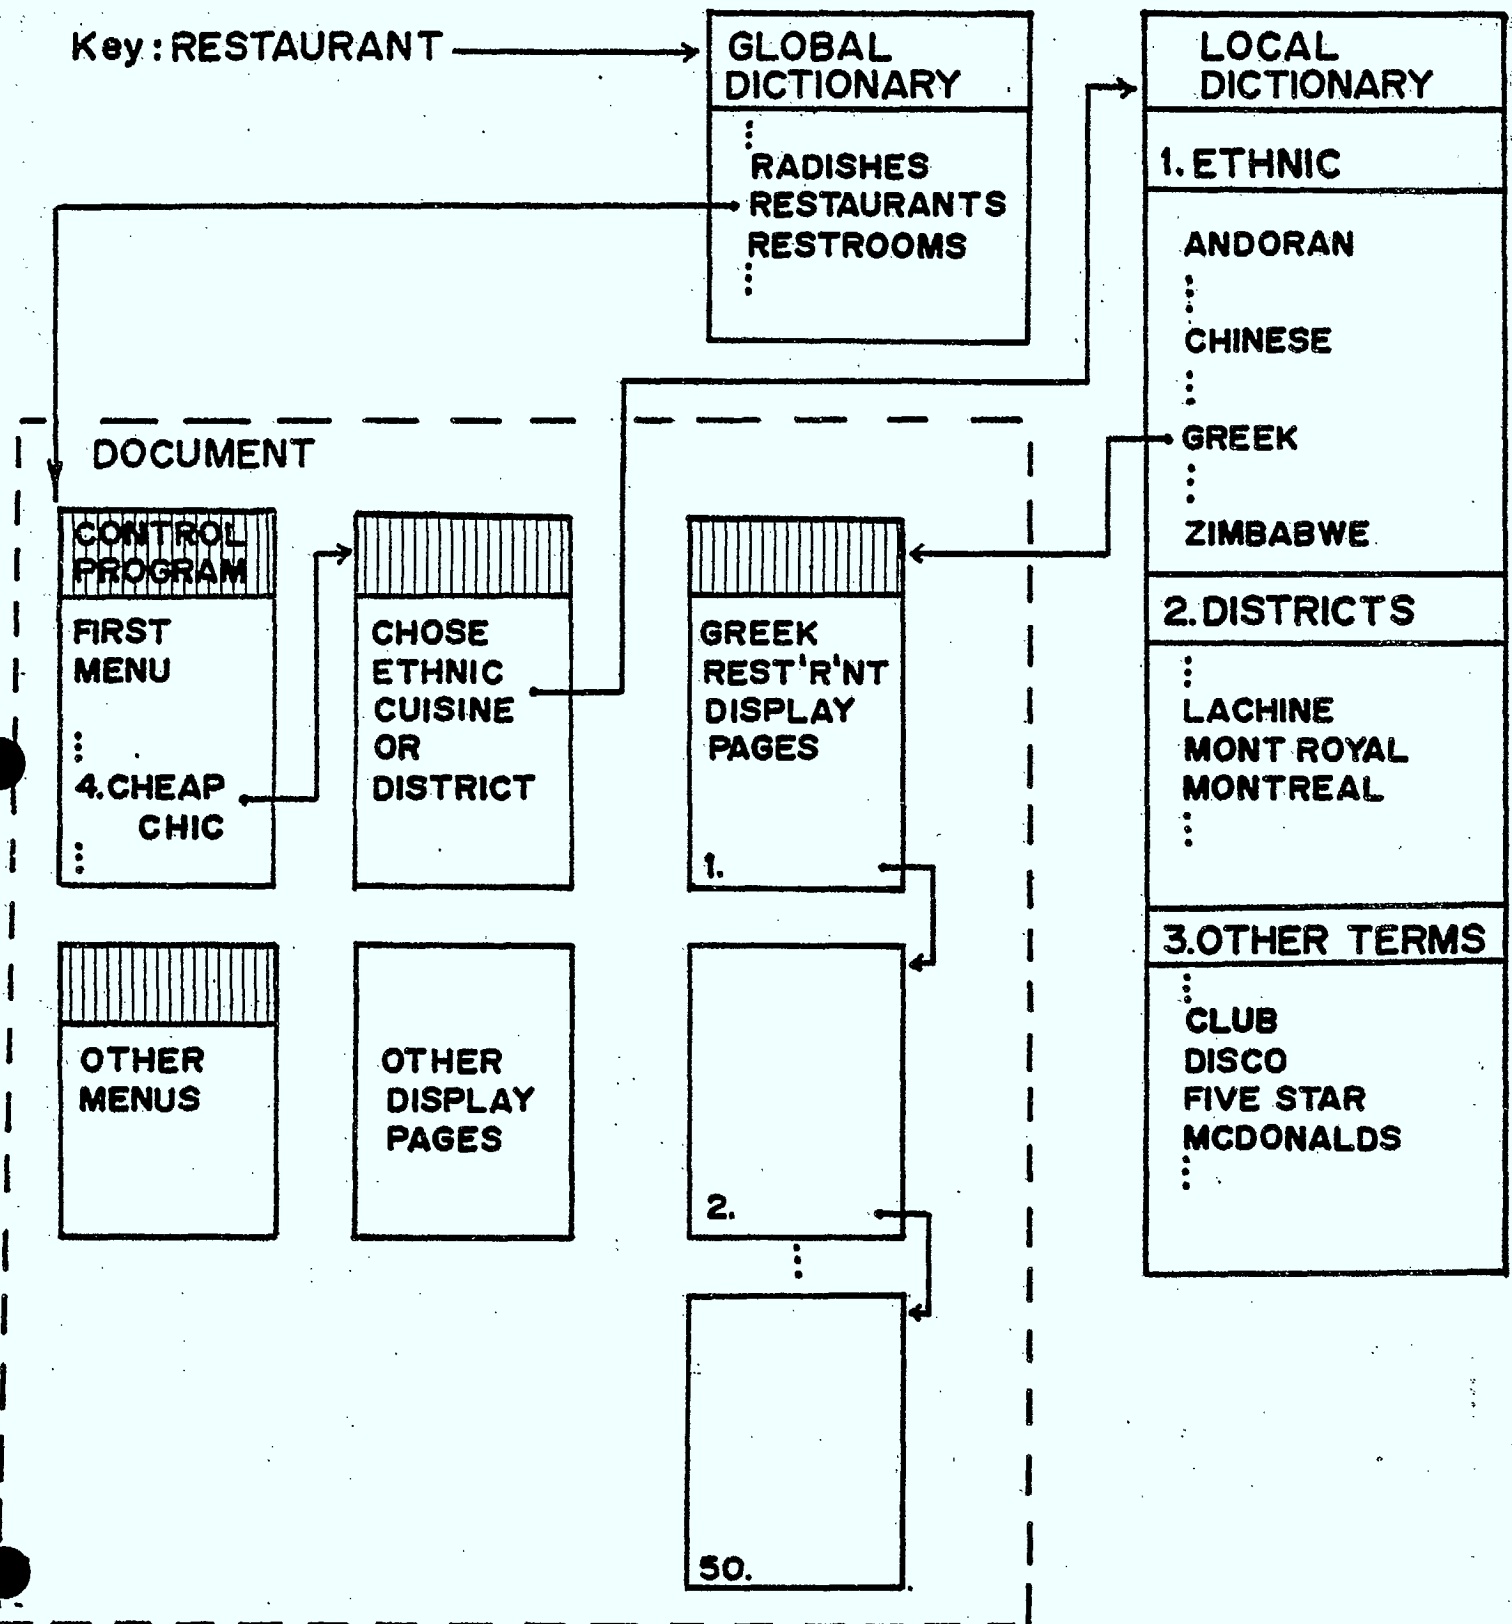 Key: RESTAURANT
GLOBAL
DICTIONARY
RADISHES
RESTAURANTS
RESTROOMS
LOCAL
DICTIONARY
1. ETHNIC
ANDORAN
CHINESE
GREEK
ZIMBABWE
2. DISTRICTS
LACHINE
MONT ROYAL
MONTREAL
3. OTHER TERMS
CLUB
DISCO
FIVE STAR
MCDONALDS
DOCUMENT
CONTROL
PROGRAM
FIRST
MENU
4. CHEAP
CHIC
CHOSE
ETHNIC
CUISINE
OR
DISTRICT
GREEK
REST'R'NT
DISPLAY
PAGES
1.
OTHER
MENUS
OTHER
DISPLAY
PAGES
2.
50.